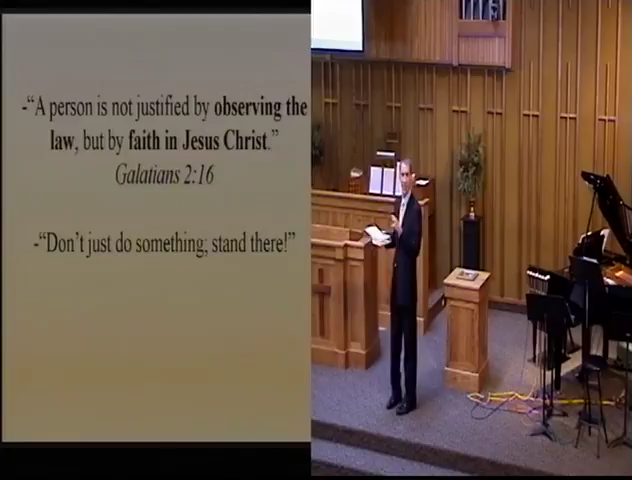 -“A person is not justified by observing the
law, but by faith in Jesus Christ.”
Galatians 2:16
-“Don’t just do something; stand there!”